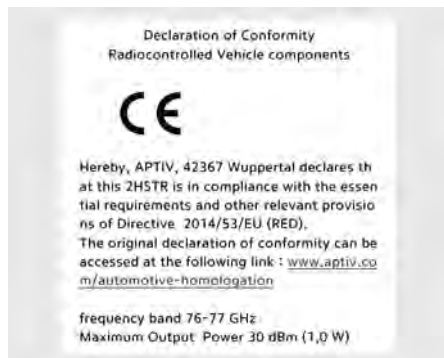 Declaration of Conformity
Radiocontrolled Vehicle components
CE
Hereby, APTIV, 42367 Wuppertal declares th
at this 2HSTR is in compliance with the essen
tial requirements and other relevant provisio
ns of Directive 2014/53/EU (RED).
The original declaration of conformity can be
accessed at the following link : www.aptiv.co
m/automotive-homologation
frequency band 76-77 GHz
Maximum Output Power 30 dBm (1,0 W)